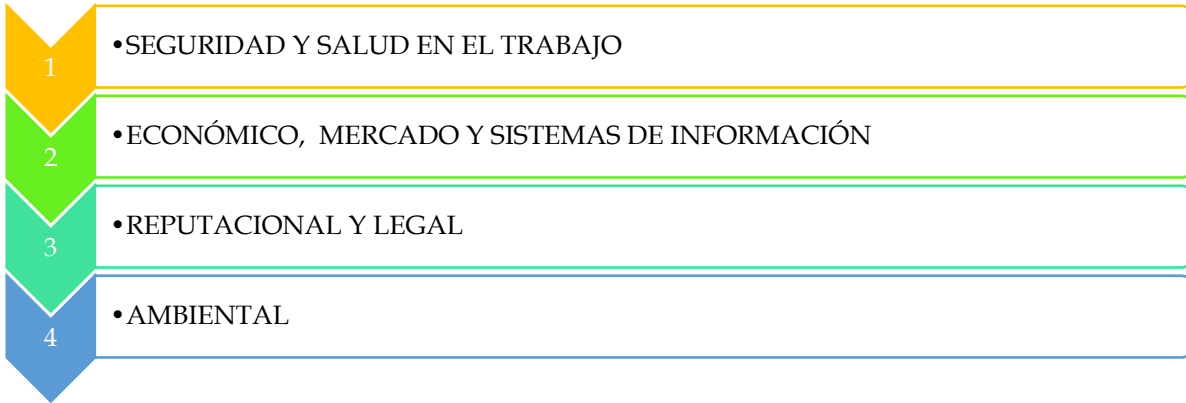 1
•SEGURIDAD Y SALUD EN EL TRABAJO
2
•ECONÓMICO, MERCADO Y SISTEMAS DE INFORMACIÓN
3
•REPUTACIONAL Y LEGAL
4
•AMBIENTAL